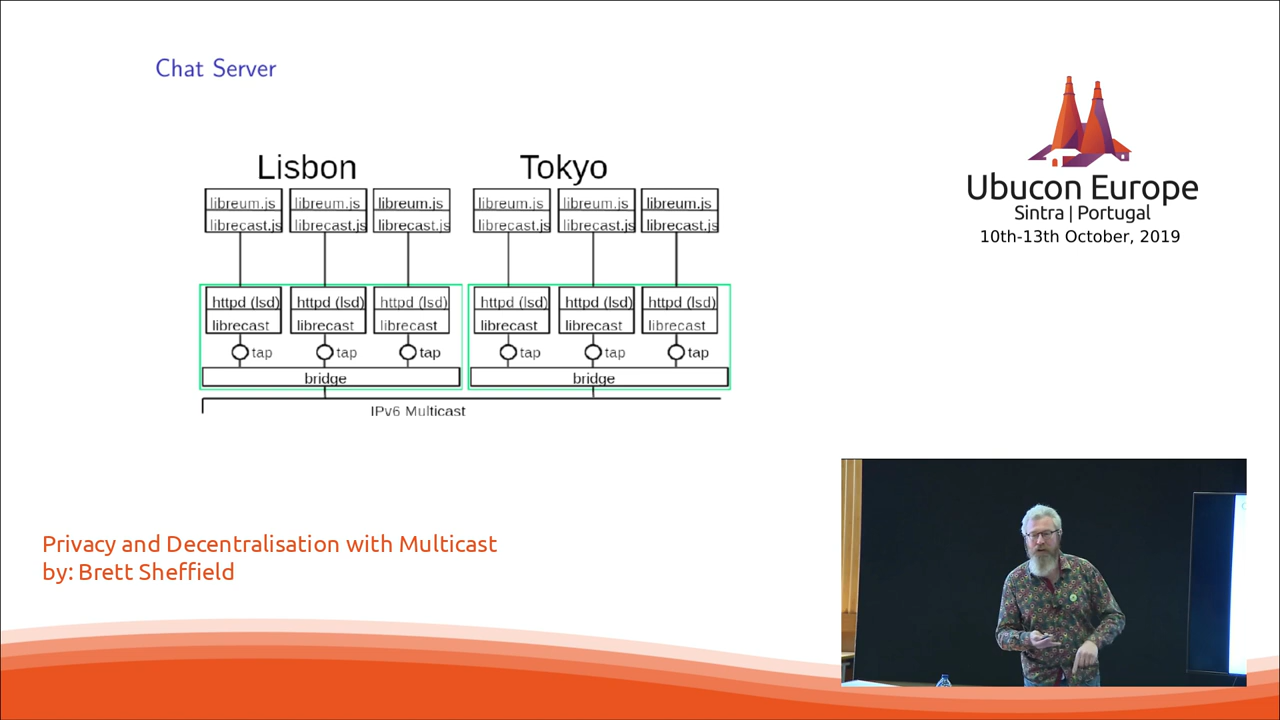 Chat Server
Lisbon Tokyo
libreum.js libreum.js libreum.js libreum.js libreum.js libreum.js
librecast.js librecast.js librecast.js librecast.js librecast.js librecast.js
httpd (lsd) httpd (lsd) httpd (lsd) httpd (lsd) httpd (lsd) httpd (lsd)
librecast librecast librecast librecast librecast librecast
tap tap tap tap tap tap
bridge bridge
IPv6 Multicast
Ubucon Europe
Sintra | Portugal
10th-13th October, 2019
Privacy and Decentralisation with Multicast
by: Brett Sheffield